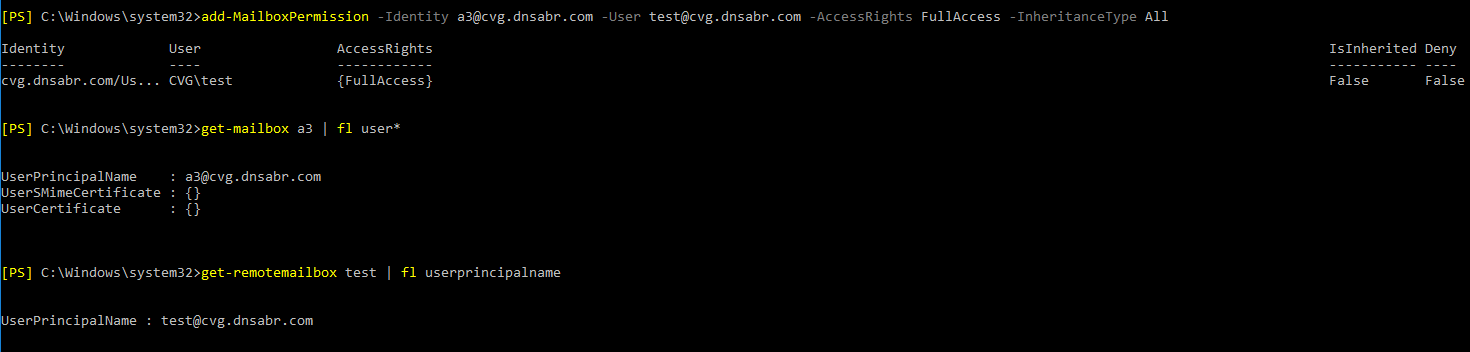 [PS] C:\Windows\system32>add-MailboxPermission -Identity a3@cvg.dnsabr.com -User test@cvg.dnsabr.com -AccessRights FullAccess -InheritanceType All
Identity User AccessRights IsInherited Deny
-------- ---- ------------ ----------- ----
cvg.dnsabr.com/Us... CVG\test {FullAccess} False False
[PS] C:\Windows\system32>get-mailbox a3 | fl user*
UserPrincipalName : a3@cvg.dnsabr.com
UserSMimeCertificate : {}
UserCertificate : {}
[PS] C:\Windows\system32>get-remotemailbox test | fl userprincipalname
UserPrincipalName : test@cvg.dnsabr.com